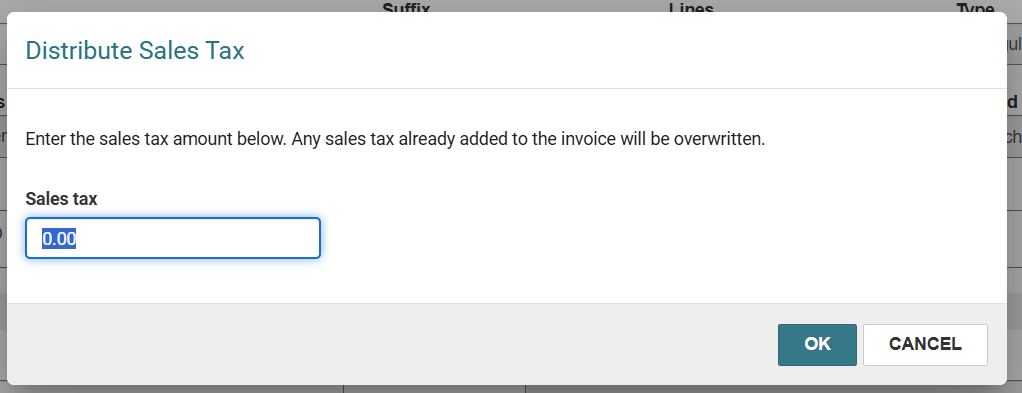 Suffix Lines Type
Distribute Sales Tax
Enter the sales tax amount below. Any sales tax already added to the invoice will be overwritten.
Sales tax
0.00
OK CANCEL